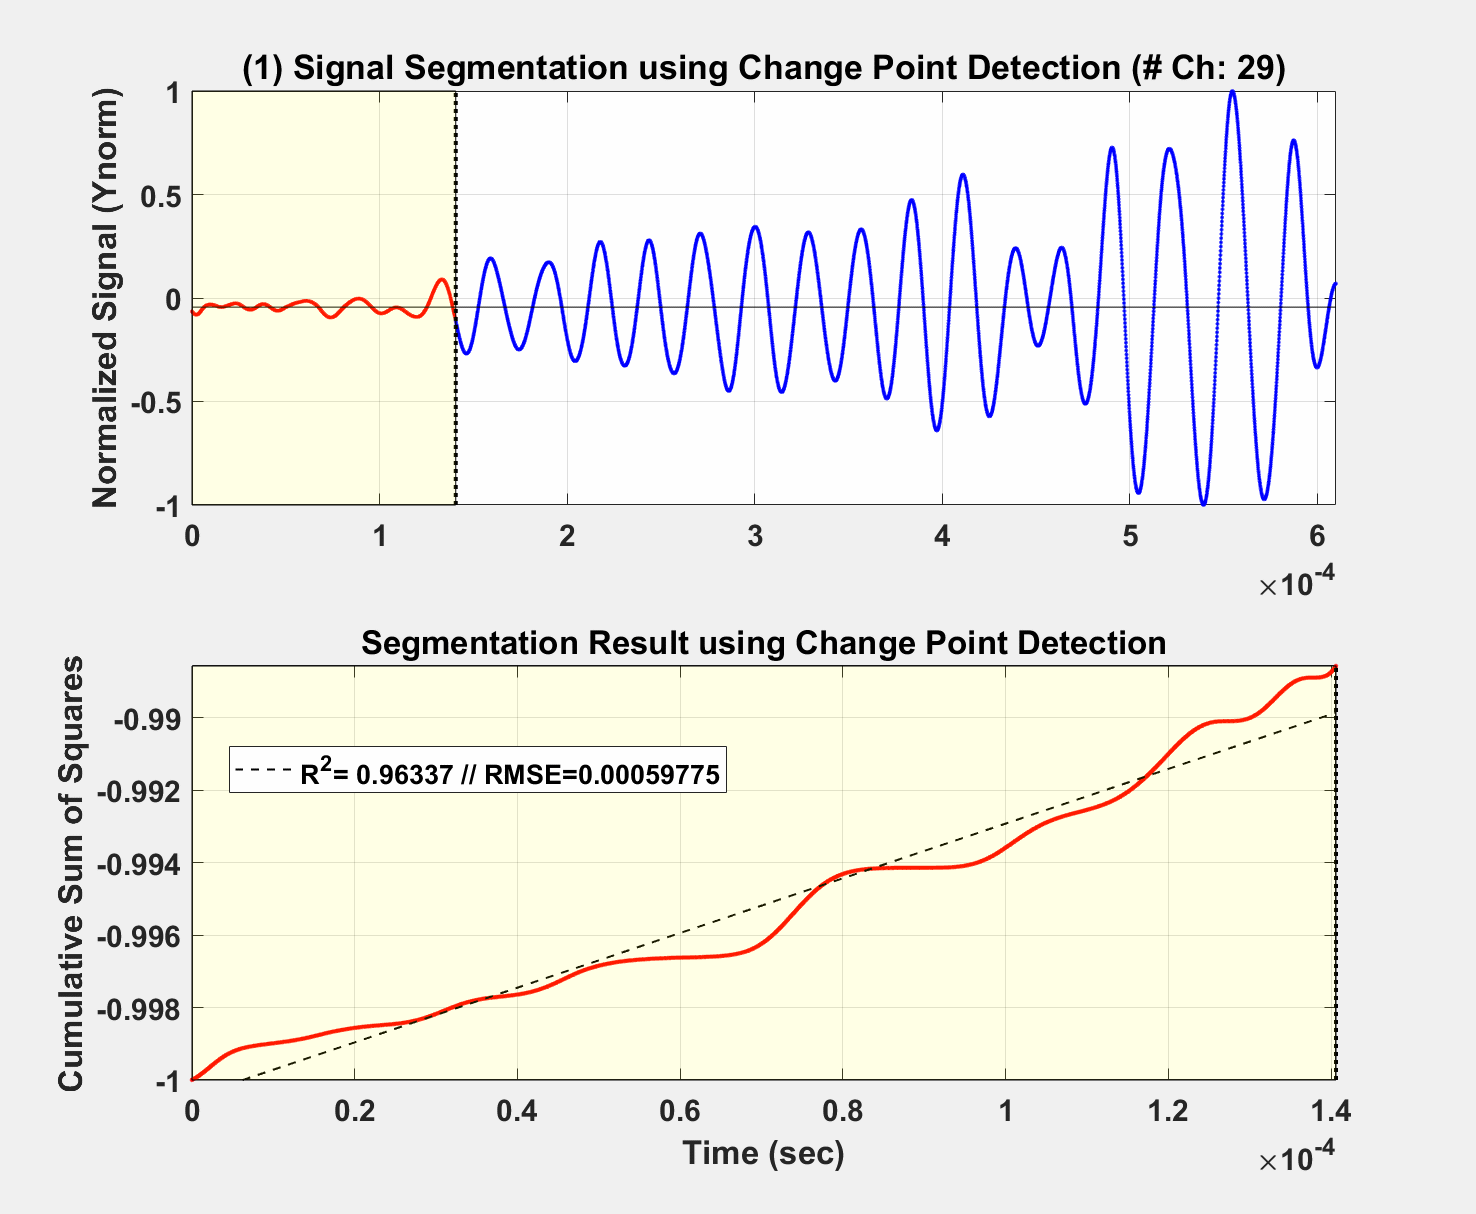 (1) Signal Segmentation using Change Point Detection (# Ch: 29)
Normalized Signal (Ynorm)
1
0.5
0
-0.5
-1
0 1 2 3 4 5 6
×10-4
Segmentation Result using Change Point Detection
Cumulative Sum of Squares
-0.99
-0.992
-0.994
-0.996
-0.998
-1
R2= 0.96337 // RMSE=0.00059775
0 0.2 0.4 0.6 0.8 1 1.2 1.4
Time (sec)
×10-4